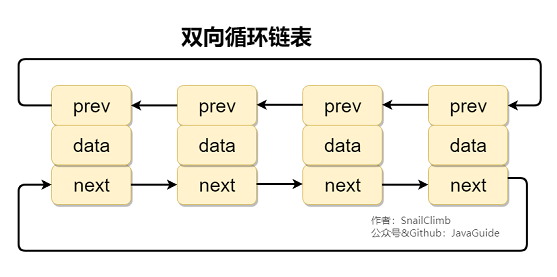 双向循环链表
prev prev prev prev
data data data data
next next next next
作者：SnailClimb
公众号&Github：JavaGuide